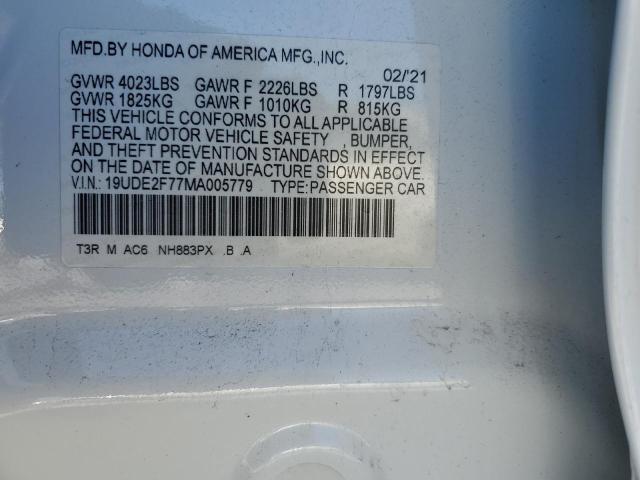 MFD.BY HONDA OF AMERICA MFG.,INC.
02/'21
GVWR 4023LBS GAWR F 2226LBS R 1797LBS
GVWR 1825KG GAWR F 1010KG R 815KG
THIS VEHICLE CONFORMS TO ALL APPLICABLE
FEDERAL MOTOR VEHICLE SAFETY , BUMPER,
AND THEFT PREVENTION STANDARDS IN EFFECT
ON THE DATE OF MANUFACTURE SHOWN ABOVE.
V.I.N.: 19UDE2F77MA005779 TYPE:PASSENGER CAR
T3R M AC6 NH883PX .B .A